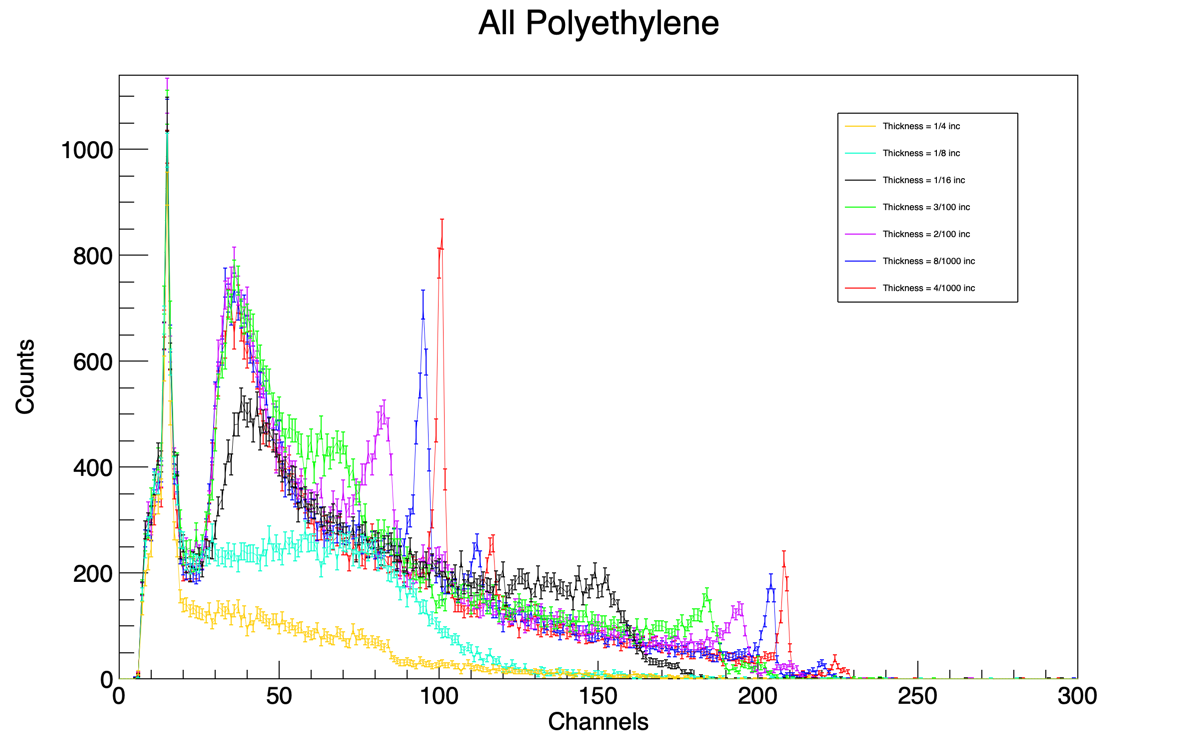 All Polyethylene
Counts
1000
800
600
400
200
0
0 50 100 150 200 250 300
Channels
Thickness = 1/4 inc
Thickness = 1/8 inc
Thickness = 1/16 inc
Thickness = 3/100 inc
Thickness = 2/100 inc
Thickness = 8/1000 inc
Thickness = 4/1000 inc